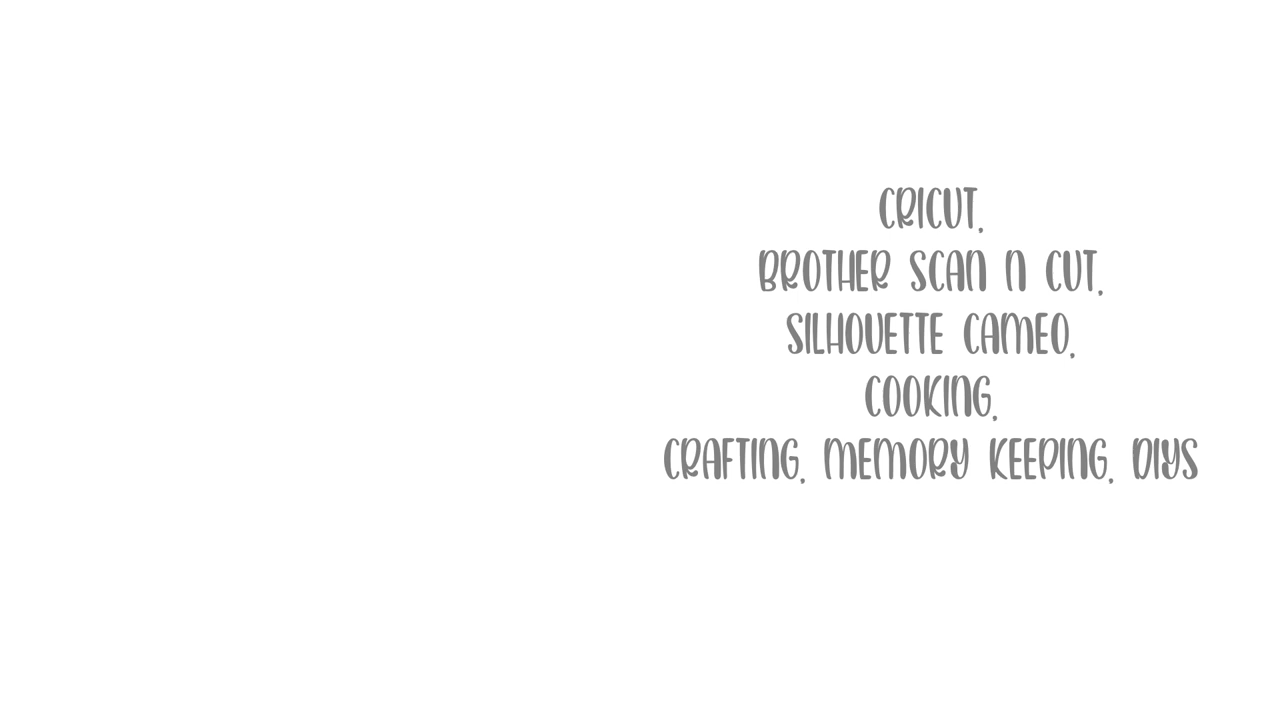 CRICUT,
BROTHER SCAN N CUT,
SILHOUETTE CAMEO,
COOKING,
CRAFTING, MEMORY KEEPING, DIYS